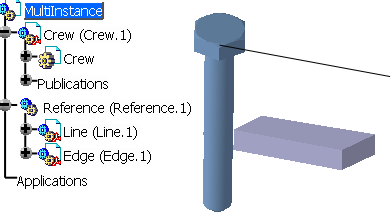 MultiInstance
Crew (Crew.1)
Crew
Publications
Reference (Reference.1)
Line (Line.1)
Edge (Edge.1)
Applications